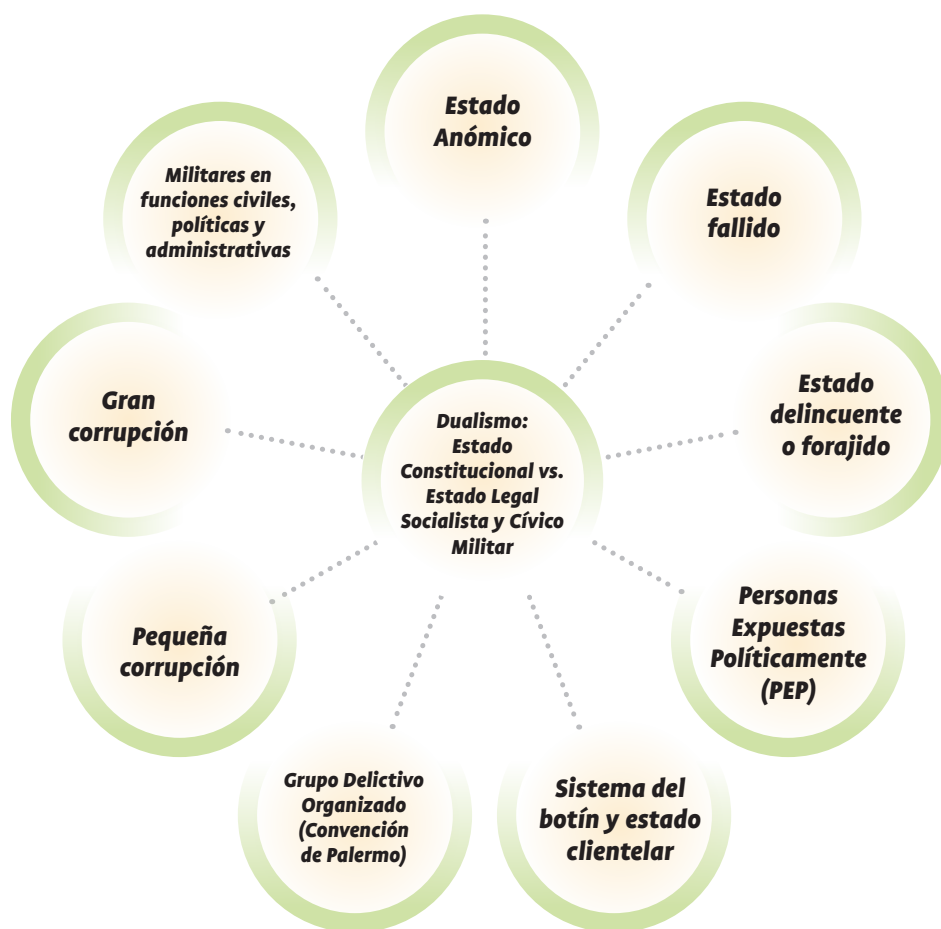 Estado
Anómico
Estado
fallido
Estado
delincuente
o forajido
Personas
Expuestas
Políticamente
(PEP)
Sistema del
botín y estado
clientelar
Grupo Delictivo
Organizado
(Convención
de Palermo)
Pequeña
corrupción
Gran
corrupción
Militares en
funciones civiles,
políticas y
administrativas
Dualismo:
Estado
Constitucional vs.
Estado Legal
Socialista y Cívico
Militar